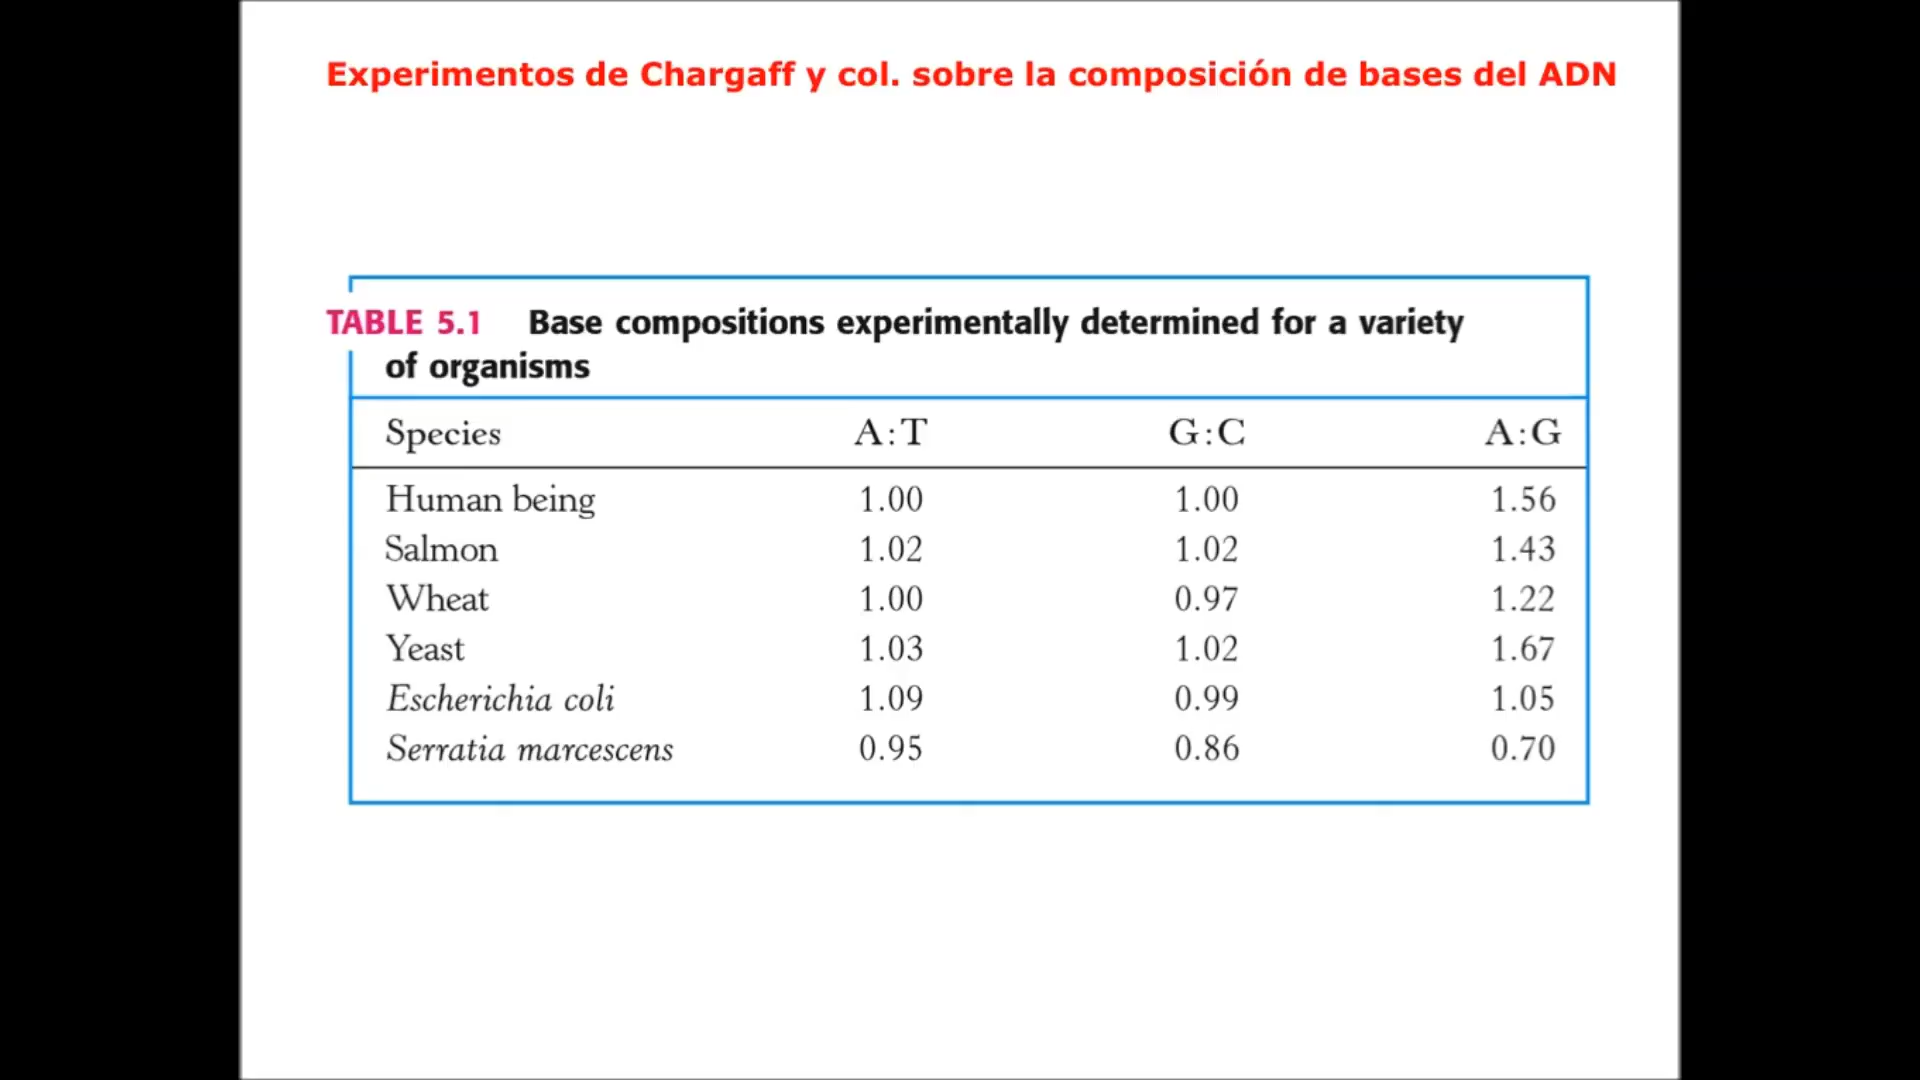 Experimentos de Chargaff y col. sobre la composición de bases del ADN
TABLE 5.1 Base compositions experimentally determined for a variety
of organisms
Species A:T G:C A:G
Human being 1.00 1.00 1.56
Salmon 1.02 1.02 1.43
Wheat 1.00 0.97 1.22
Yeast 1.03 1.02 1.67
Escherichia coli 1.09 0.99 1.05
Serratia marcescens 0.95 0.86 0.70